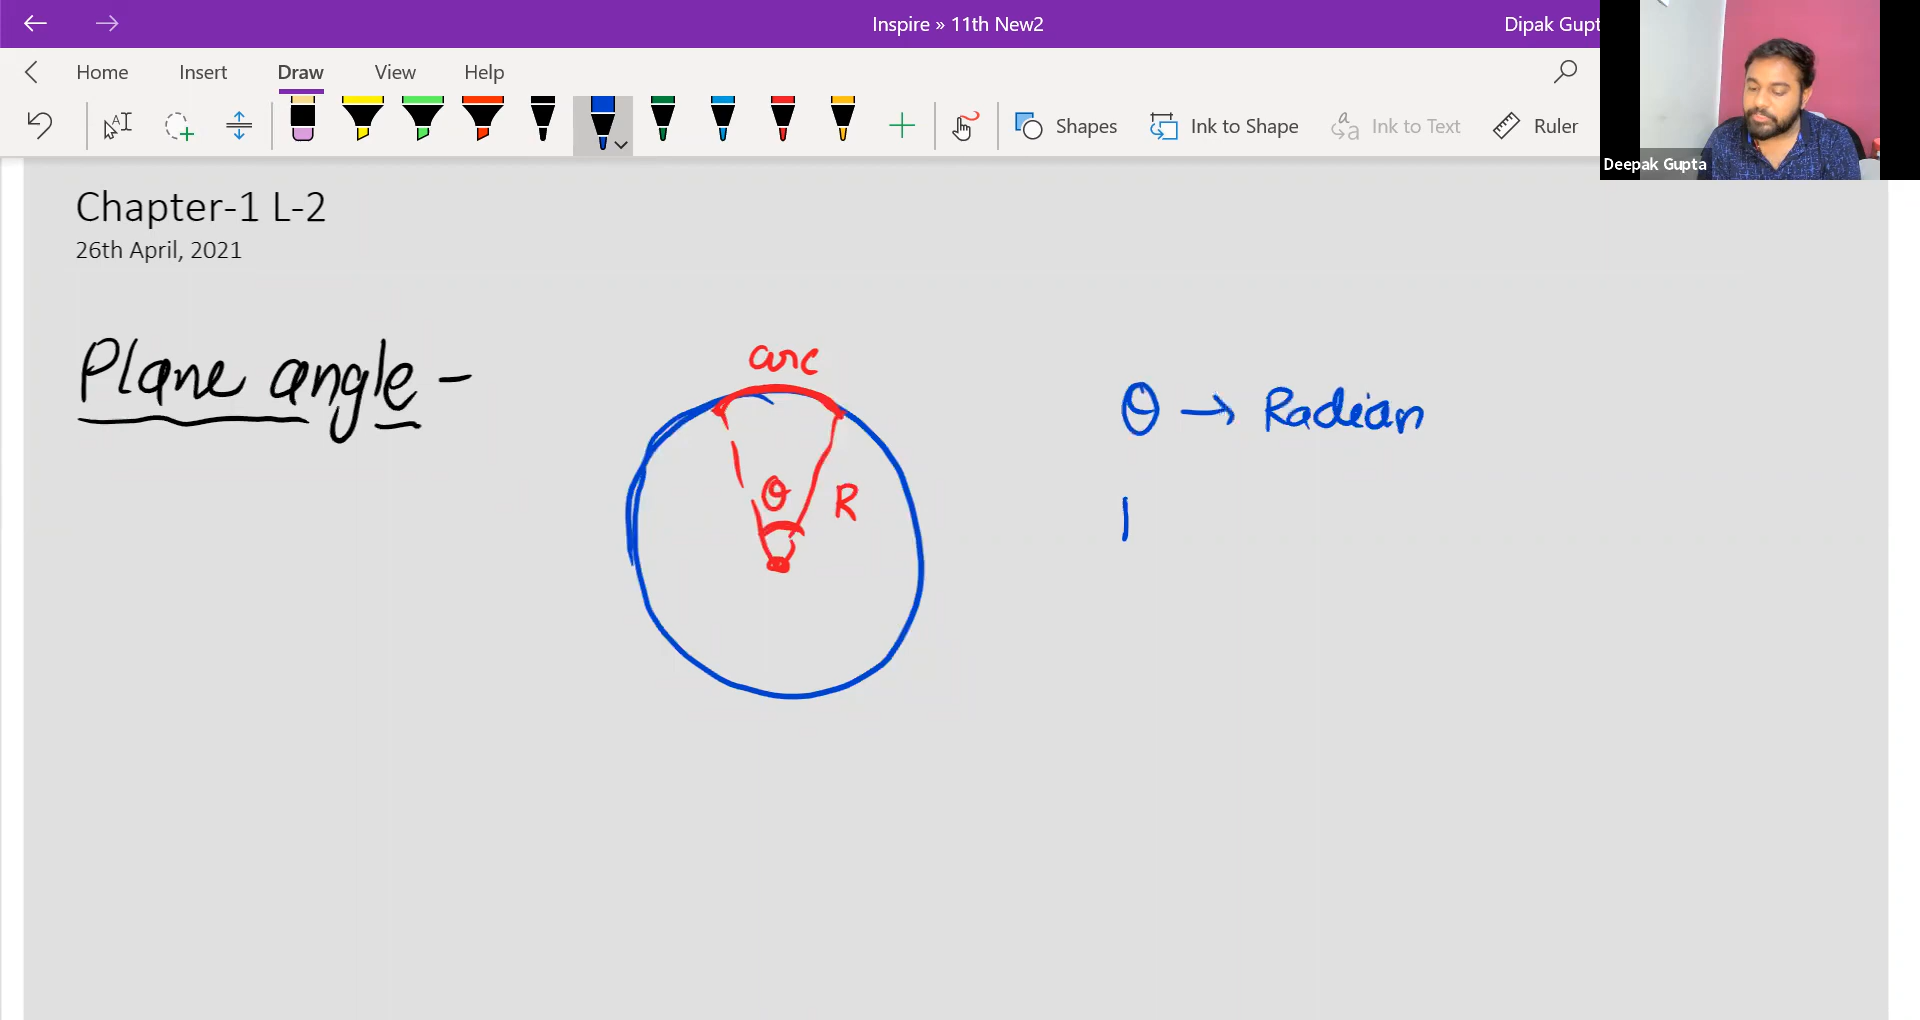 Inspire » 11th New2
Dipak Gupt
Home Insert Draw View Help
Shapes Ink to Shape Ink to Text Ruler
Deepak Gupta
Chapter-1 L-2
26th April, 2021
Plane angle -
arc
θ
R
θ → Radian
1